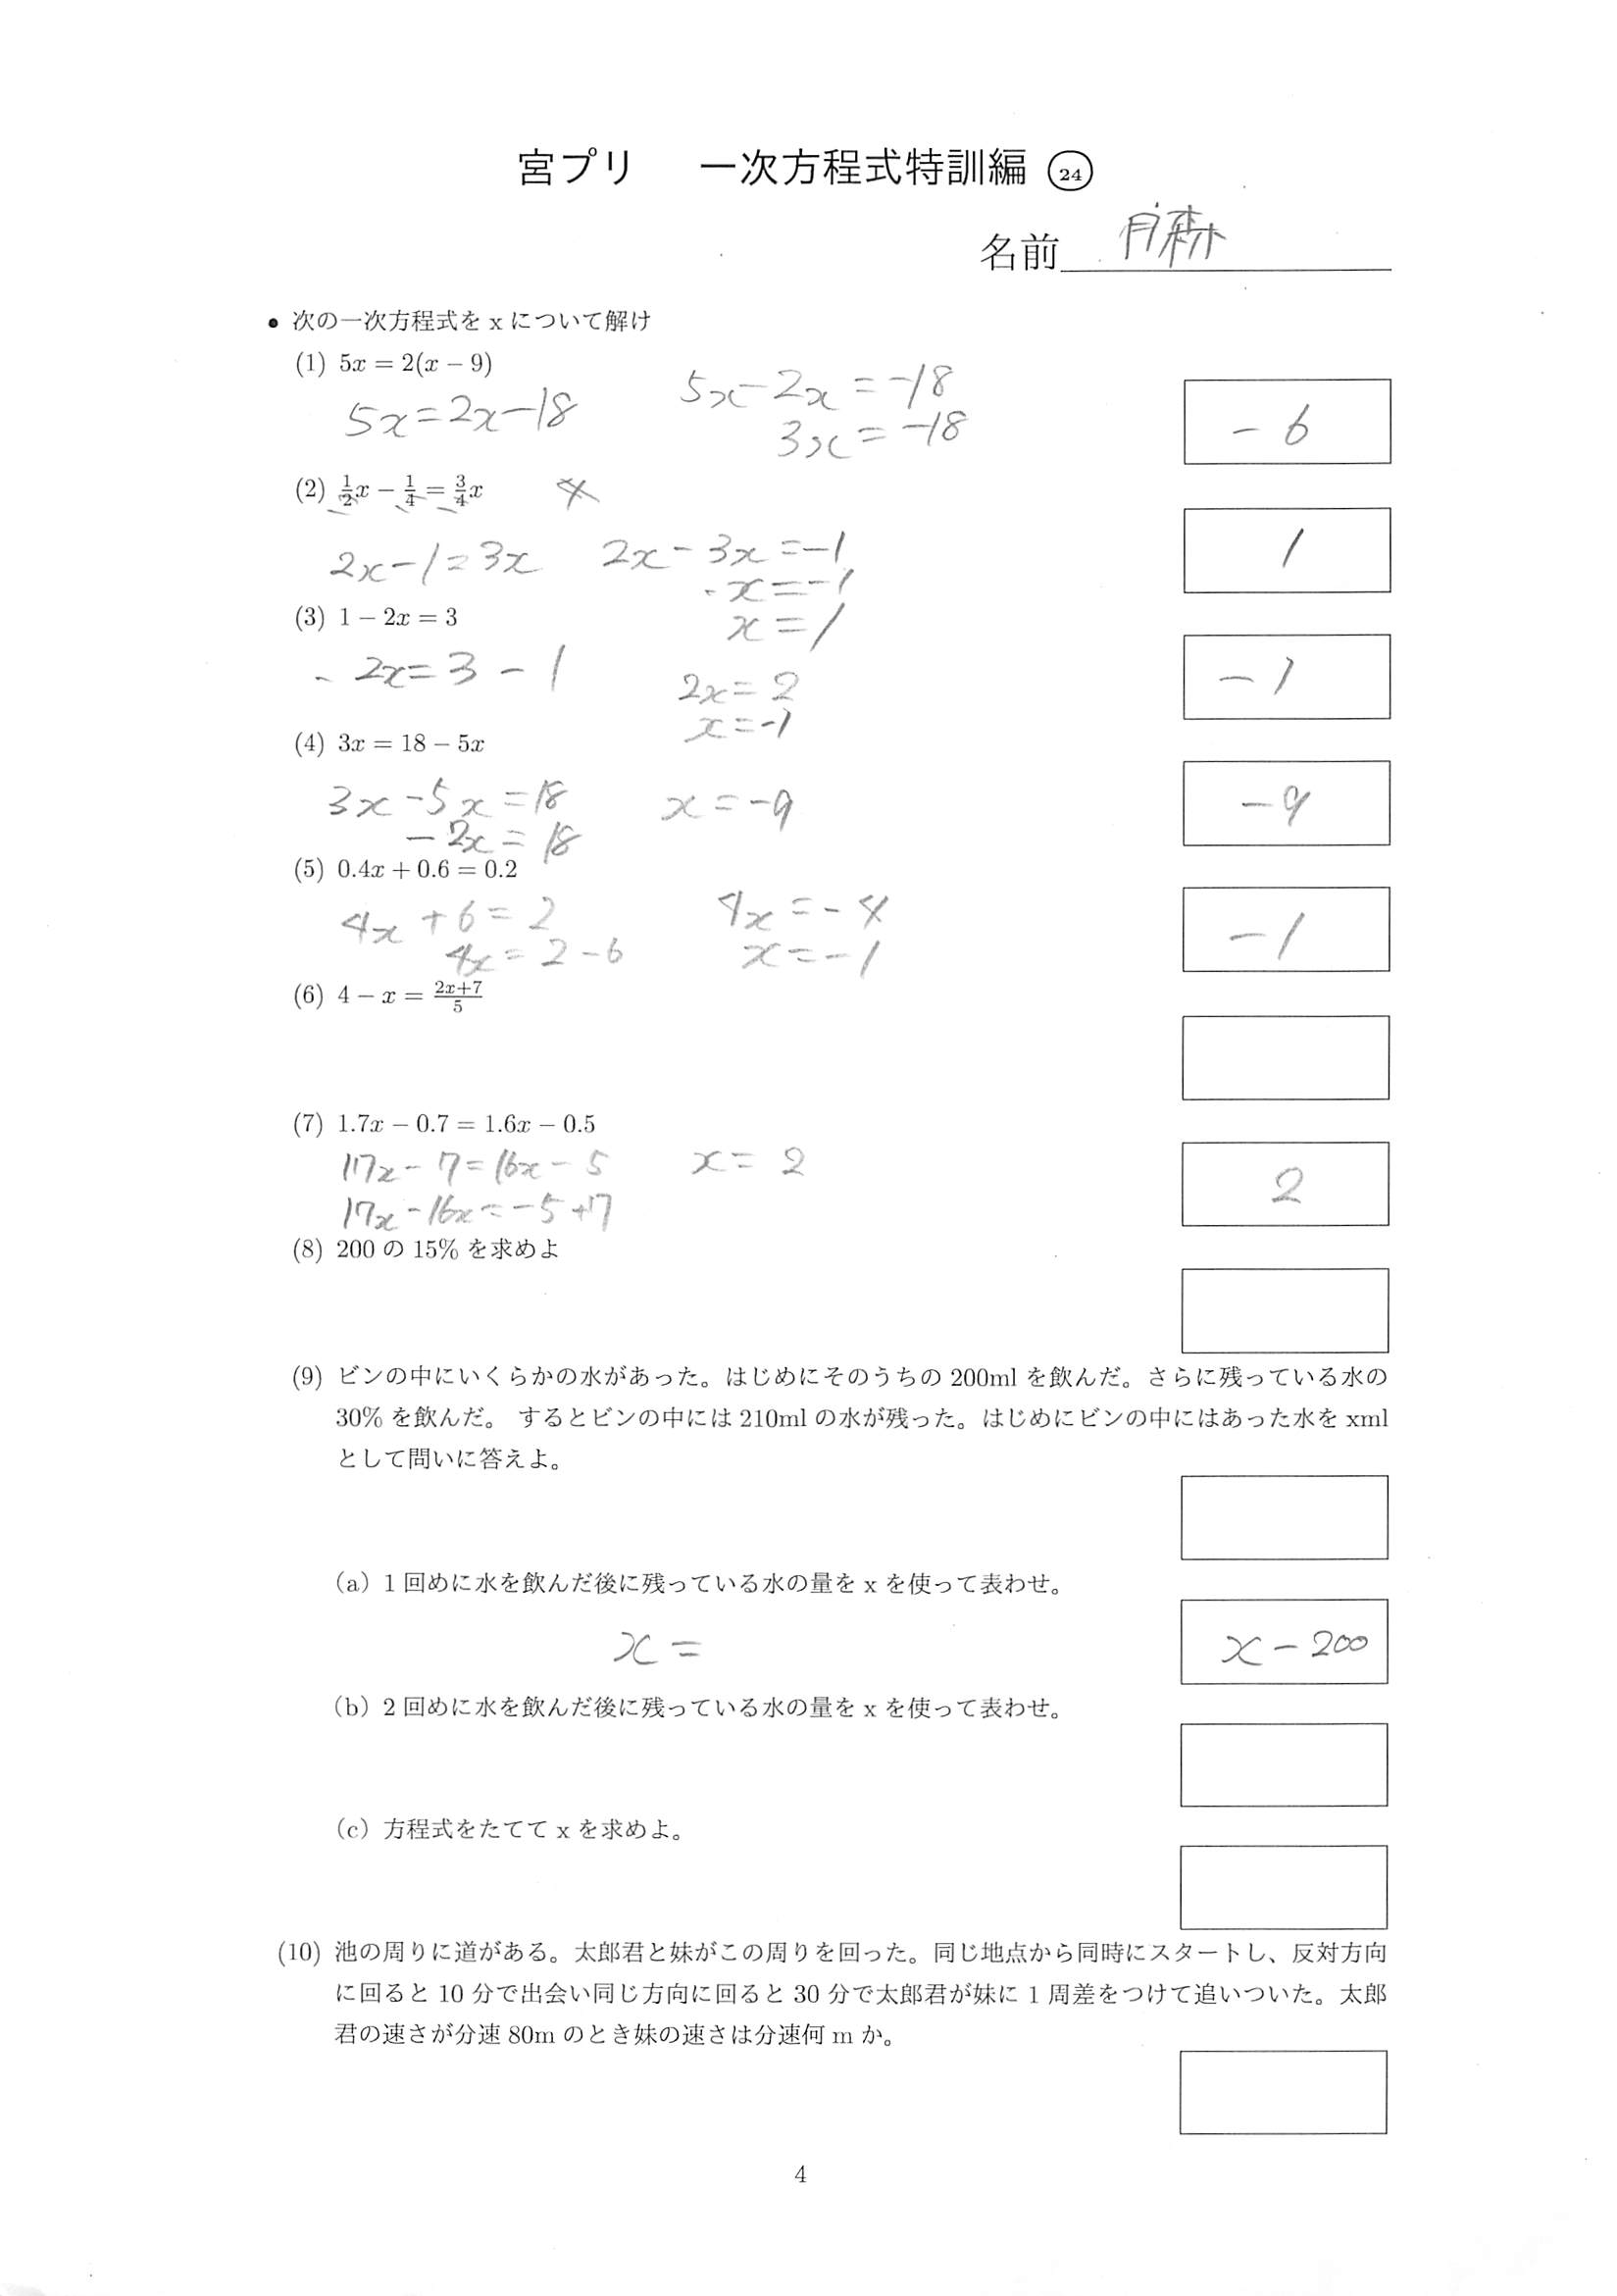 宮プリ 一次方程式特訓編 ㉔
名前
• 次の一次方程式を x について解け
(1) 5x = 2(x − 9)
5x=2x−18
5x−2x=−18
3x=−18
−6
(2) 1/2x − 1/4 = 3/4x
2x−1=3x
2x−3x=−1
-x=−1
x=1
1
(3) 1 − 2x = 3
-2x=3−1
2x=2
x=-1
−1
(4) 3x = 18 − 5x
3x−5x=18
−2x=18
x=−9
−9
(5) 0.4x + 0.6 = 0.2
4x+6=2
4x=2−6
4x=−4
x=−1
−1
(6) 4 − x = (2x+7)/5
(7) 1.7x − 0.7 = 1.6x − 0.5
17x−7=16x−5
17x−16x=−5+7
x=2
2
(8) 200 の 15% を求めよ
(9) ビンの中にいくらかの水があった。はじめにそのうちの 200ml を飲んだ。さらに残っている水の
30% を飲んだ。 するとビンの中には 210ml の水が残った。はじめにビンの中にはあった水を xml
として問いに答えよ。
(a) 1 回めに水を飲んだ後に残っている水の量を x を使って表わせ。
x=
x−200
(b) 2 回めに水を飲んだ後に残っている水の量を x を使って表わせ。
(c) 方程式をたてて x を求めよ。
(10) 池の周りに道がある。太郎君と妹がこの周りを回った。同じ地点から同時にスタートし、反対方向
に回ると 10 分で出会い同じ方向に回ると 30 分で太郎君が妹に 1 周差をつけて追いついた。太郎
君の速さが分速 80m のとき妹の速さは分速何 m か。
4